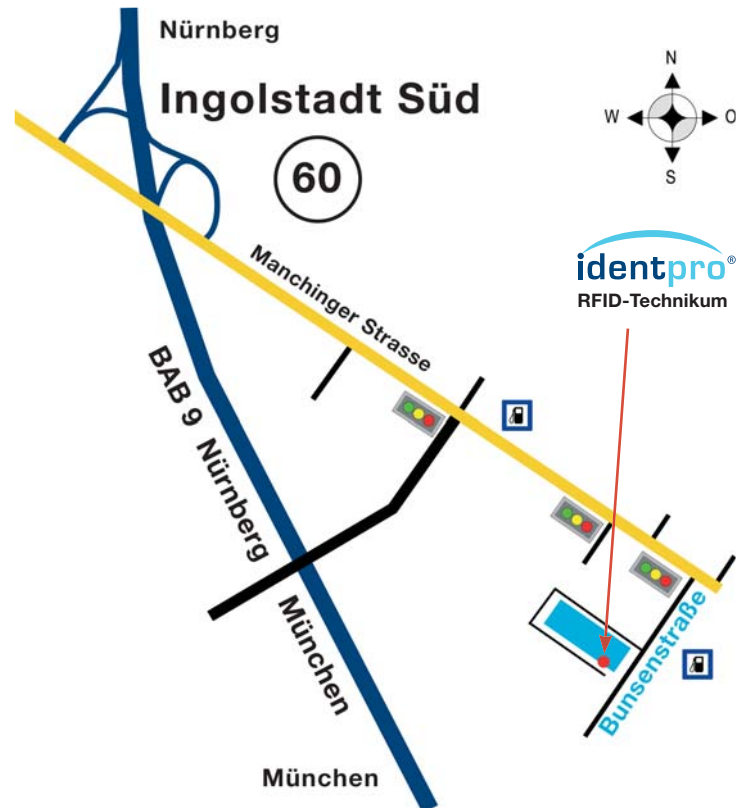 Nürnberg
Ingolstadt Süd
60
N
W
O
S
identpro®
RFID-Technikum
Manchinger Strasse
BAB 9 Nürnberg
München
Bunsenstraße
München